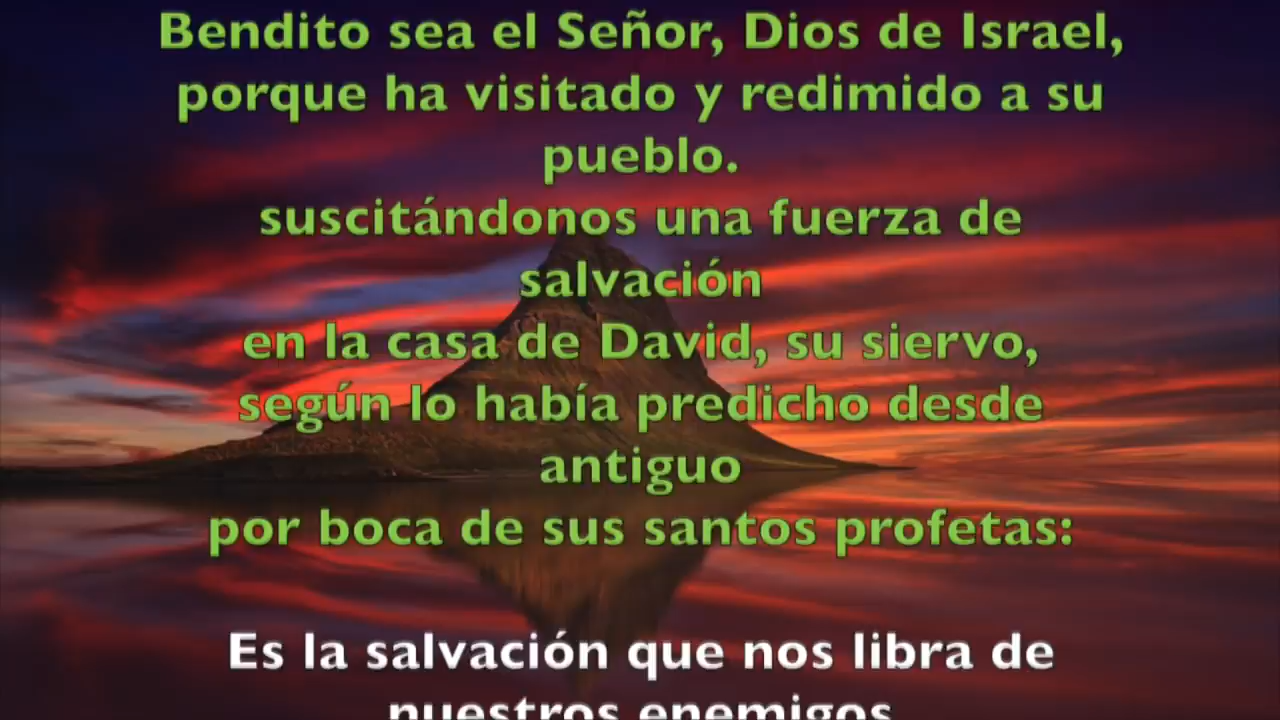 Bendito sea el Señor, Dios de Israel,
porque ha visitado y redimido a su
pueblo.
suscitándonos una fuerza de
salvación
en la casa de David, su siervo,
según lo había predicho desde
antiguo
por boca de sus santos profetas:
Es la salvación que nos libra de
nuestros enemigos